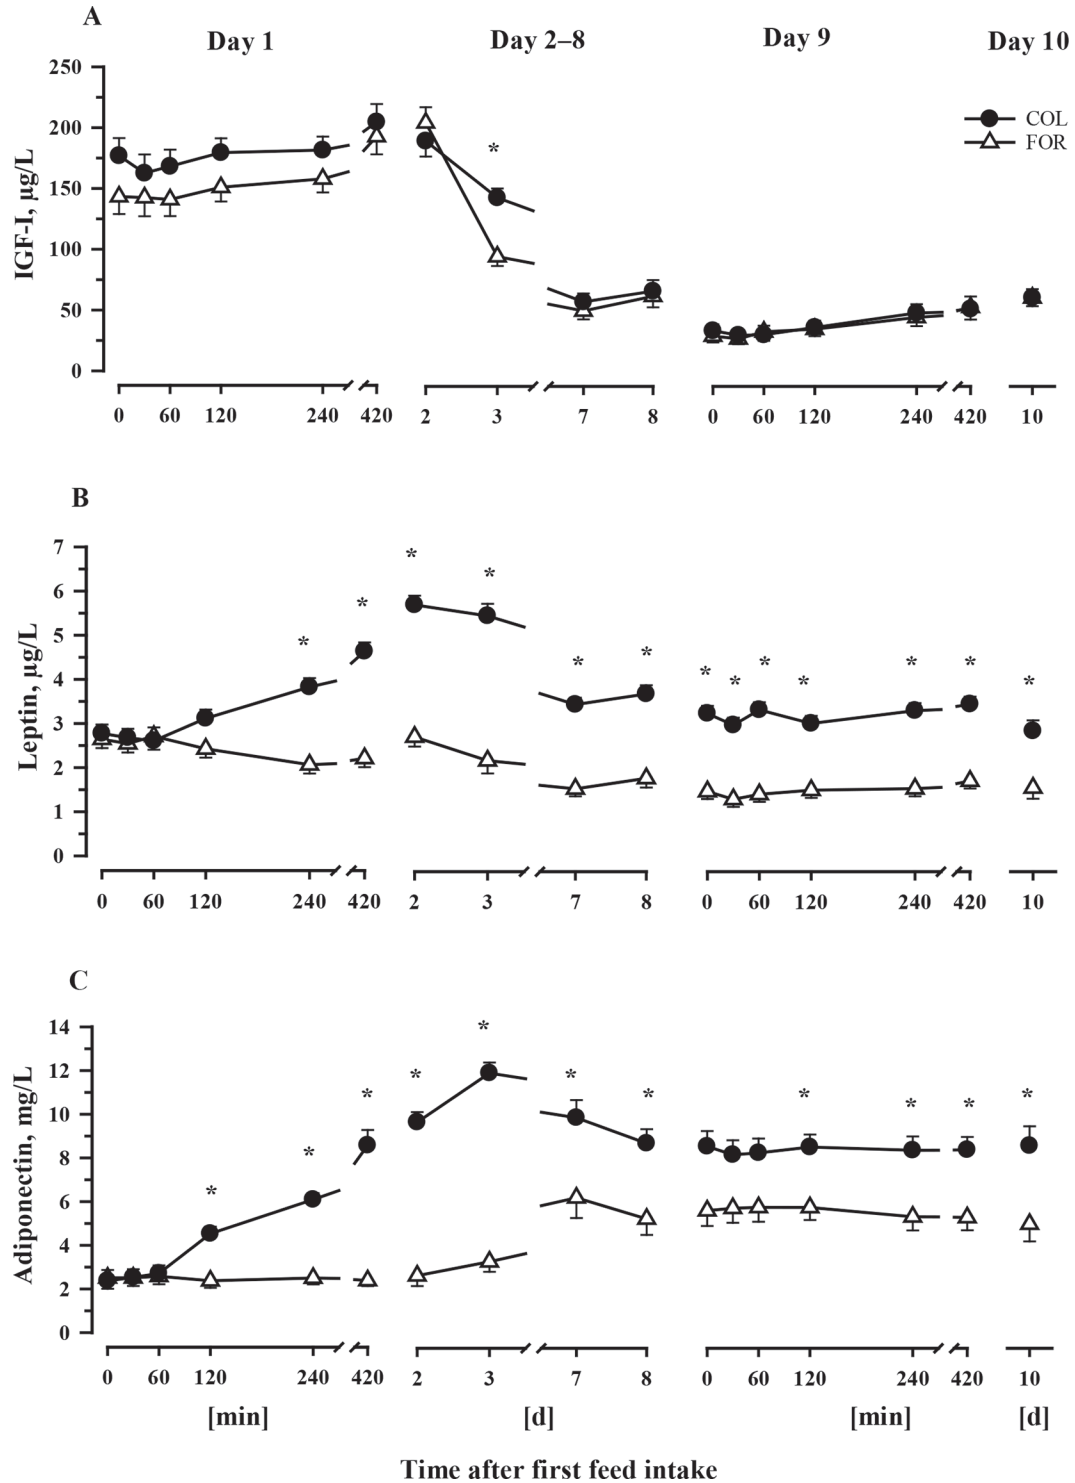 A
Day 1
Day 2–8
Day 9
Day 10
250
200
150
100
50
0
IGF-I, µg/L
COL
FOR
*
0 60 120 240 420 2 3 7 8 0 60 120 240 420 10
B
7
6
5
4
3
2
1
0
Leptin, µg/L
* * * * * * * * * * * * *
0 60 120 240 420 2 3 7 8 0 60 120 240 420 10
C
14
12
10
8
6
4
2
0
Adiponectin, mg/L
* * * * * * * * * * *
0 60 120 240 420 2 3 7 8 0 60 120 240 420 10
[min] [d] [min] [d]
Time after first feed intake